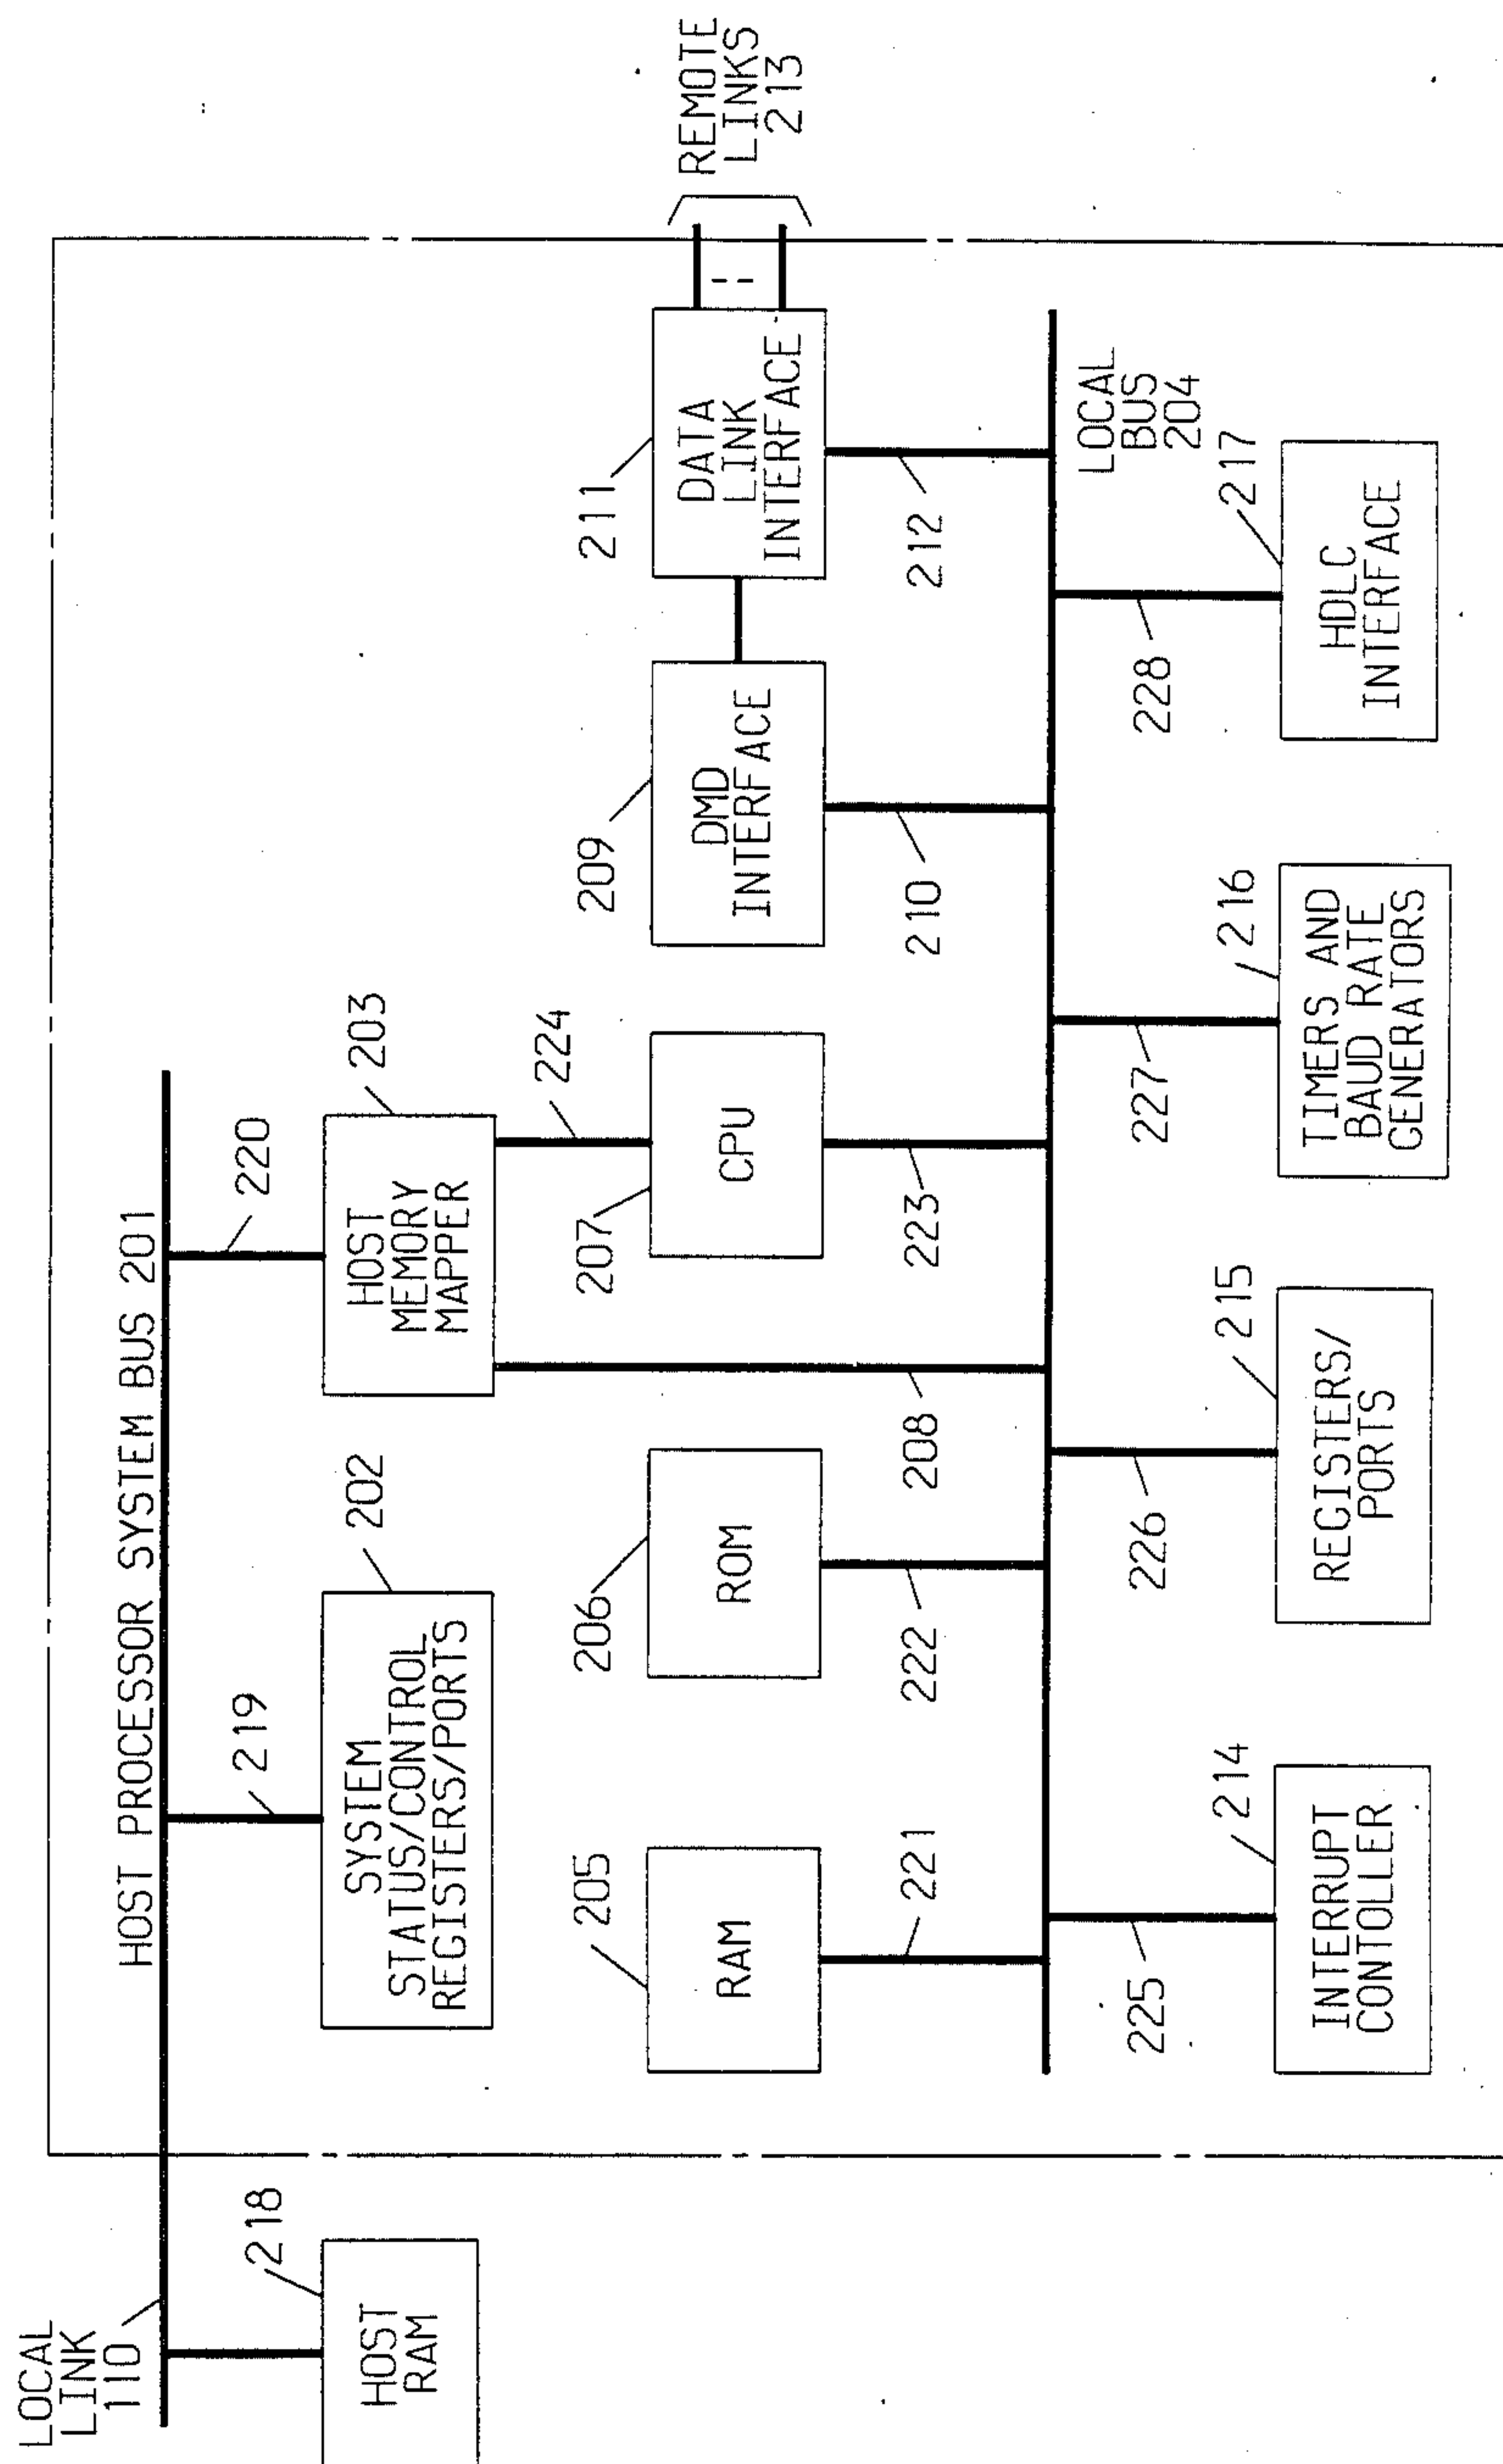 LOCAL
LINK
110
HOST PROCESSOR SYSTEM BUS 201
218
HOST
RAM
219
220
202
SYSTEM
STATUS/CONTROL
REGISTERS/PORTS
203
HOST
MEMORY
MAPPER
224
205
RAM
206
ROM
207
CPU
209
DMD
INTERFACE
211
DATA
LINK
INTERFACE
REMOTE
LINKS
213
221
222
208
223
210
212
LOCAL
BUS
204
225
214
INTERRUPT
CONTOLLER
226
215
REGISTERS/
PORTS
227
216
TIMERS AND
BAUD RATE
GENERATORS
228
217
HDLC
INTERFACE